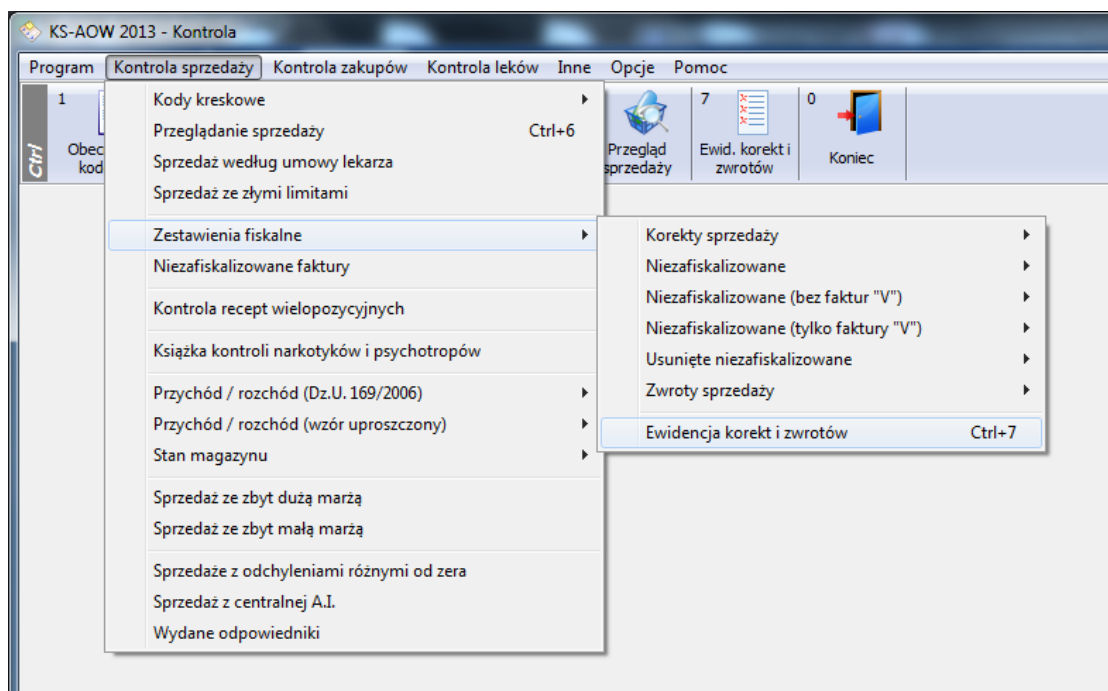 KS-AOW 2013 - Kontrola
Program Kontrola sprzedaży Kontrola zakupów Kontrola leków Inne Opcje Pomoc
Ctrl
1
7
0
Przegląd
sprzedaży
Ewid. korekt i
zwrotów
Koniec
Kody kreskowe
Przeglądanie sprzedaży Ctrl+6
Sprzedaż według umowy lekarza
Sprzedaż ze złymi limitami
Zestawienia fiskalne
Niezafiskalizowane faktury
Kontrola recept wielopozycyjnych
Książka kontroli narkotyków i psychotropów
Przychód / rozchód (Dz.U. 169/2006)
Przychód / rozchód (wzór uproszczony)
Stan magazynu
Sprzedaż ze zbyt dużą marżą
Sprzedaż ze zbyt małą marżą
Sprzedaże z odchyleniami różnymi od zera
Sprzedaż z centralnej A.I.
Wydane odpowiedniki
Korekty sprzedaży
Niezafiskalizowane
Niezafiskalizowane (bez faktur "V")
Niezafiskalizowane (tylko faktury "V")
Usunięte niezafiskalizowane
Zwroty sprzedaży
Ewidencja korekt i zwrotów Ctrl+7